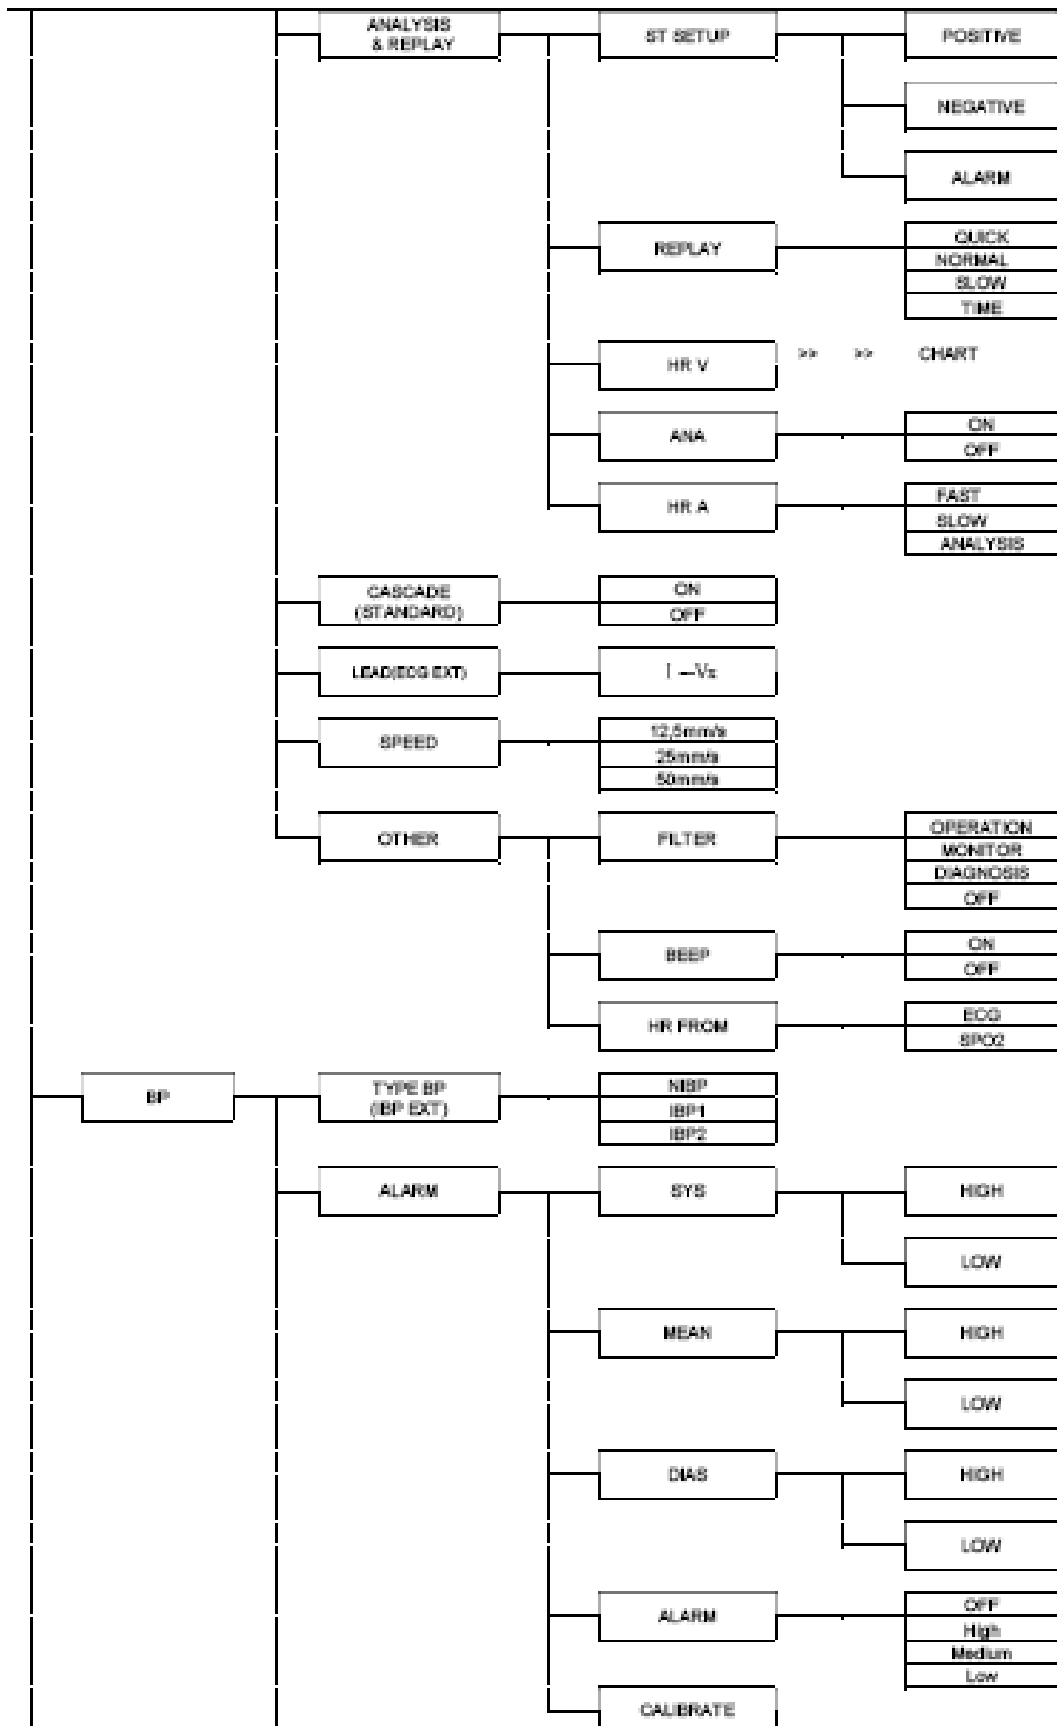 ANALYSIS
& REPLAY
ST SETUP
POSITIVE
NEGATIVE
ALARM
REPLAY
QUICK
NORMAL
SLOW
TIME
HR V
>> >> CHART
ANA
ON
OFF
HR A
FAST
SLOW
ANALYSIS
CASCADE
(STANDARD)
ON
OFF
LEAD(ECG EXT)
SPEED
12,5mm/s
25mm/s
50mm/s
OTHER
FILTER
OPERATION
MONITOR
DIAGNOSIS
OFF
BEEP
ON
OFF
HR FROM
ECG
SPO2
BP
TYPE BP
(IBP EXT)
NIBP
IBP1
IBP2
ALARM
SYS
HIGH
LOW
MEAN
HIGH
LOW
DIAS
HIGH
LOW
ALARM
OFF
High
Medium
Low
CALIBRATE